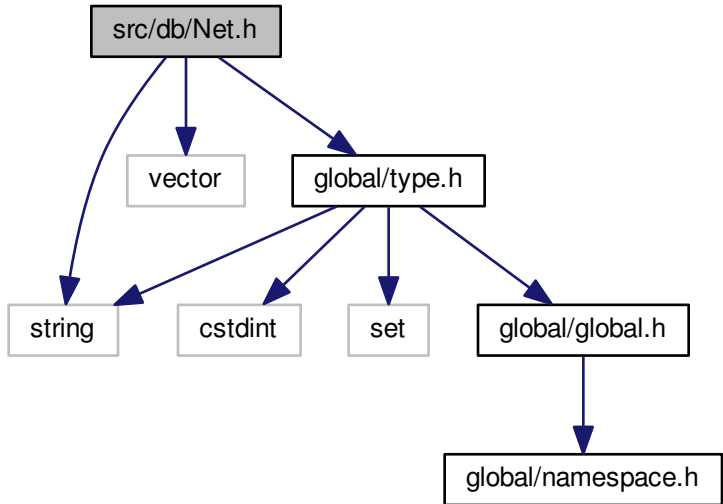 src/db/Net.h
vector
global/type.h
string
cstdint
set
global/global.h
global/namespace.h